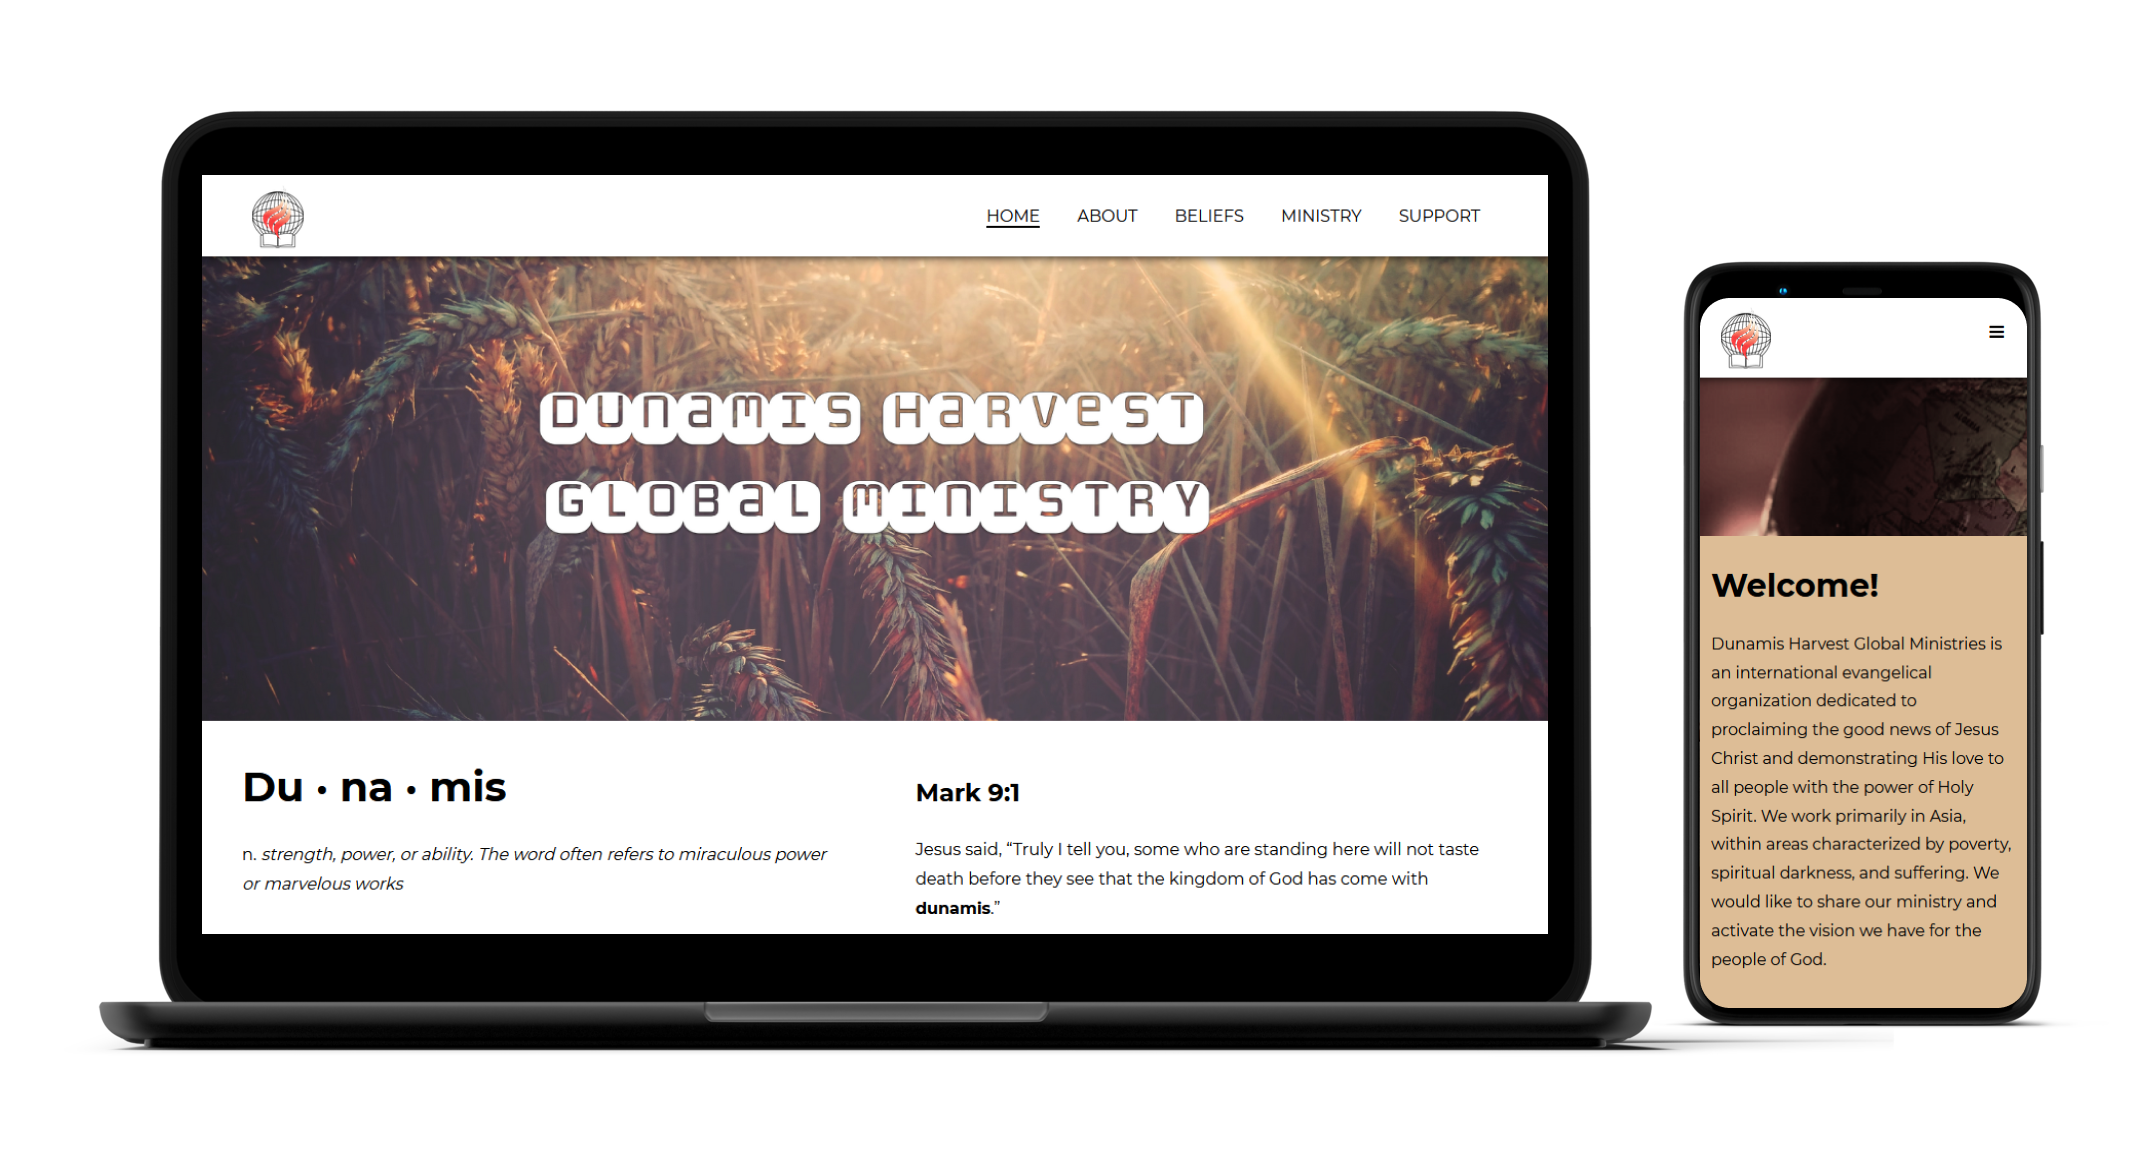 HOME ABOUT BELIEFS MINISTRY SUPPORT
DUNAMIS HARVEST
GLOBAL MINISTRY
Du · na · mis
n. strength, power, or ability. The word often refers to miraculous power
or marvelous works
Mark 9:1
Jesus said, “Truly I tell you, some who are standing here will not taste
death before they see that the kingdom of God has come with
dunamis.”
Welcome!
Dunamis Harvest Global Ministries is
an international evangelical
organization dedicated to
proclaiming the good news of Jesus
Christ and demonstrating His love to
all people with the power of Holy
Spirit. We work primarily in Asia,
within areas characterized by poverty,
spiritual darkness, and suffering. We
would like to share our ministry and
activate the vision we have for the
people of God.